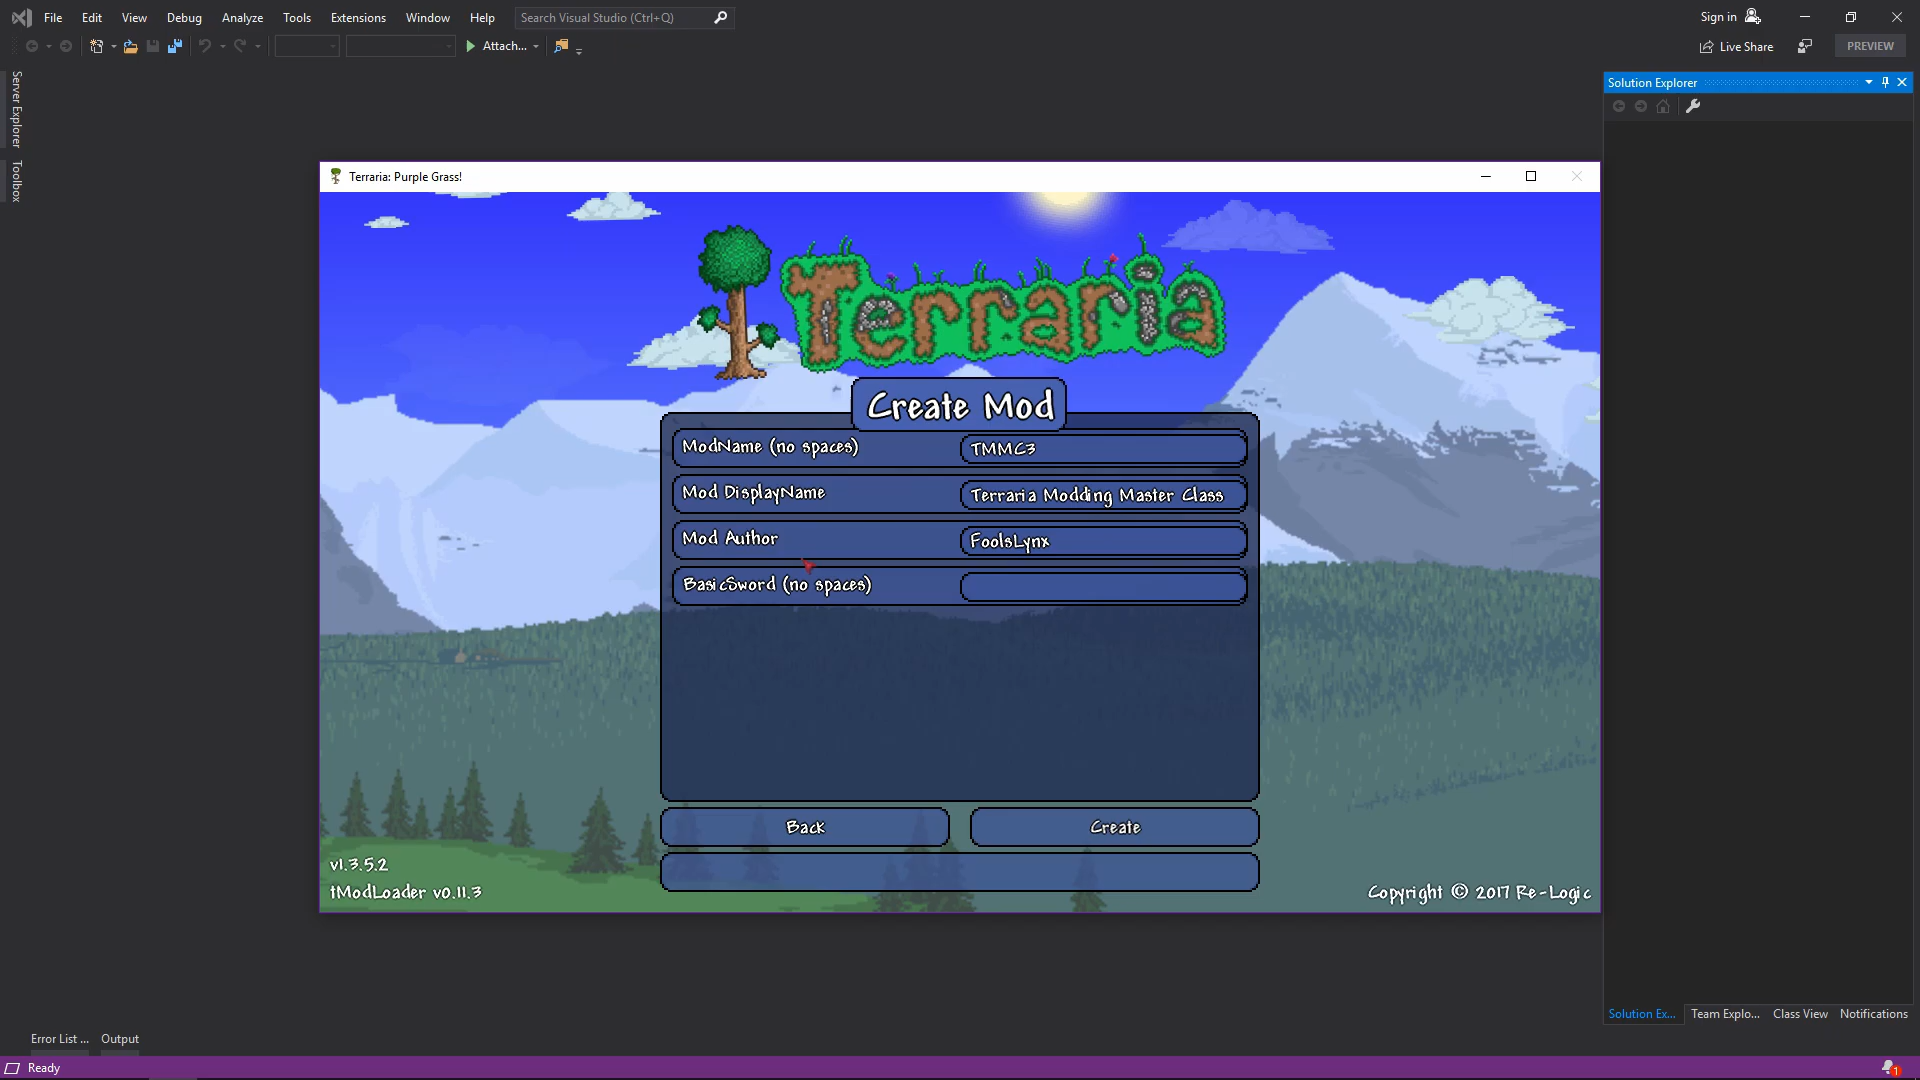 File Edit View Debug Analyze Tools Extensions Window Help Search Visual Studio (Ctrl+Q) Sign in
Attach... Live Share PREVIEW
Server Explorer
Toolbox
Solution Explorer
Terraria: Purple Grass!
Terraria
Create Mod
ModName (no spaces) TMMC3
Mod DisplayName Terraria Modding Master Class
Mod Author FoolsLynx
BasicSword (no spaces)
Back Create
v1.3.5.2
tModLoader v0.11.3 Copyright © 2017 Re-Logic
Solution Ex... Team Explo... Class View Notifications
Error List ... Output
Ready 1